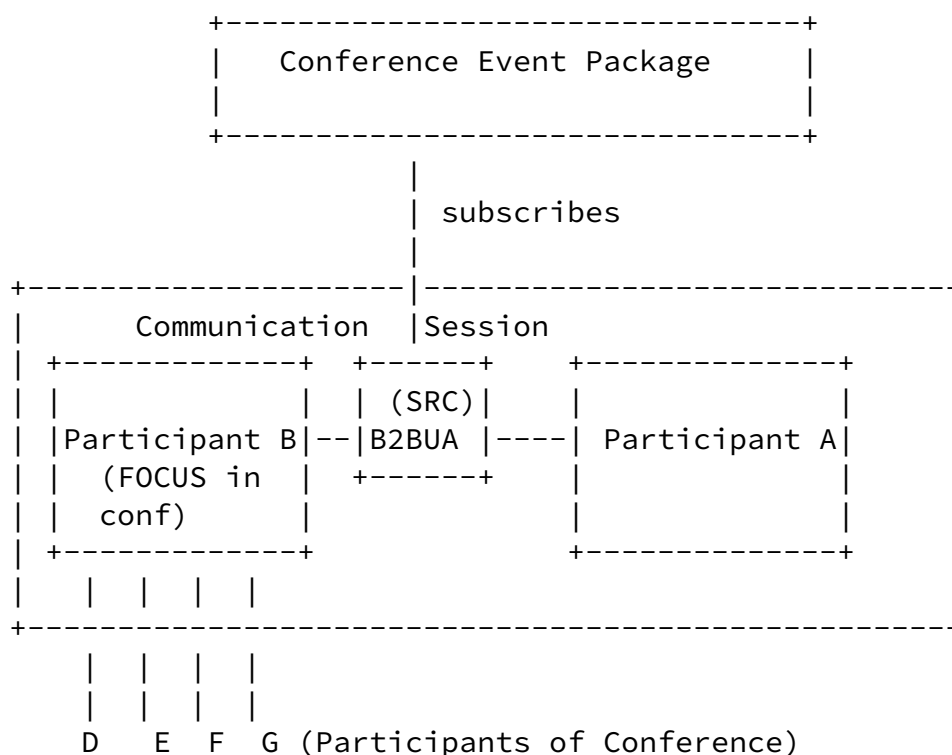 Conference Event Package
subscribes
Communication Session
(SRC)
Participant B B2BUA Participant A
(FOCUS in
conf)
D E F G (Participants of Conference)